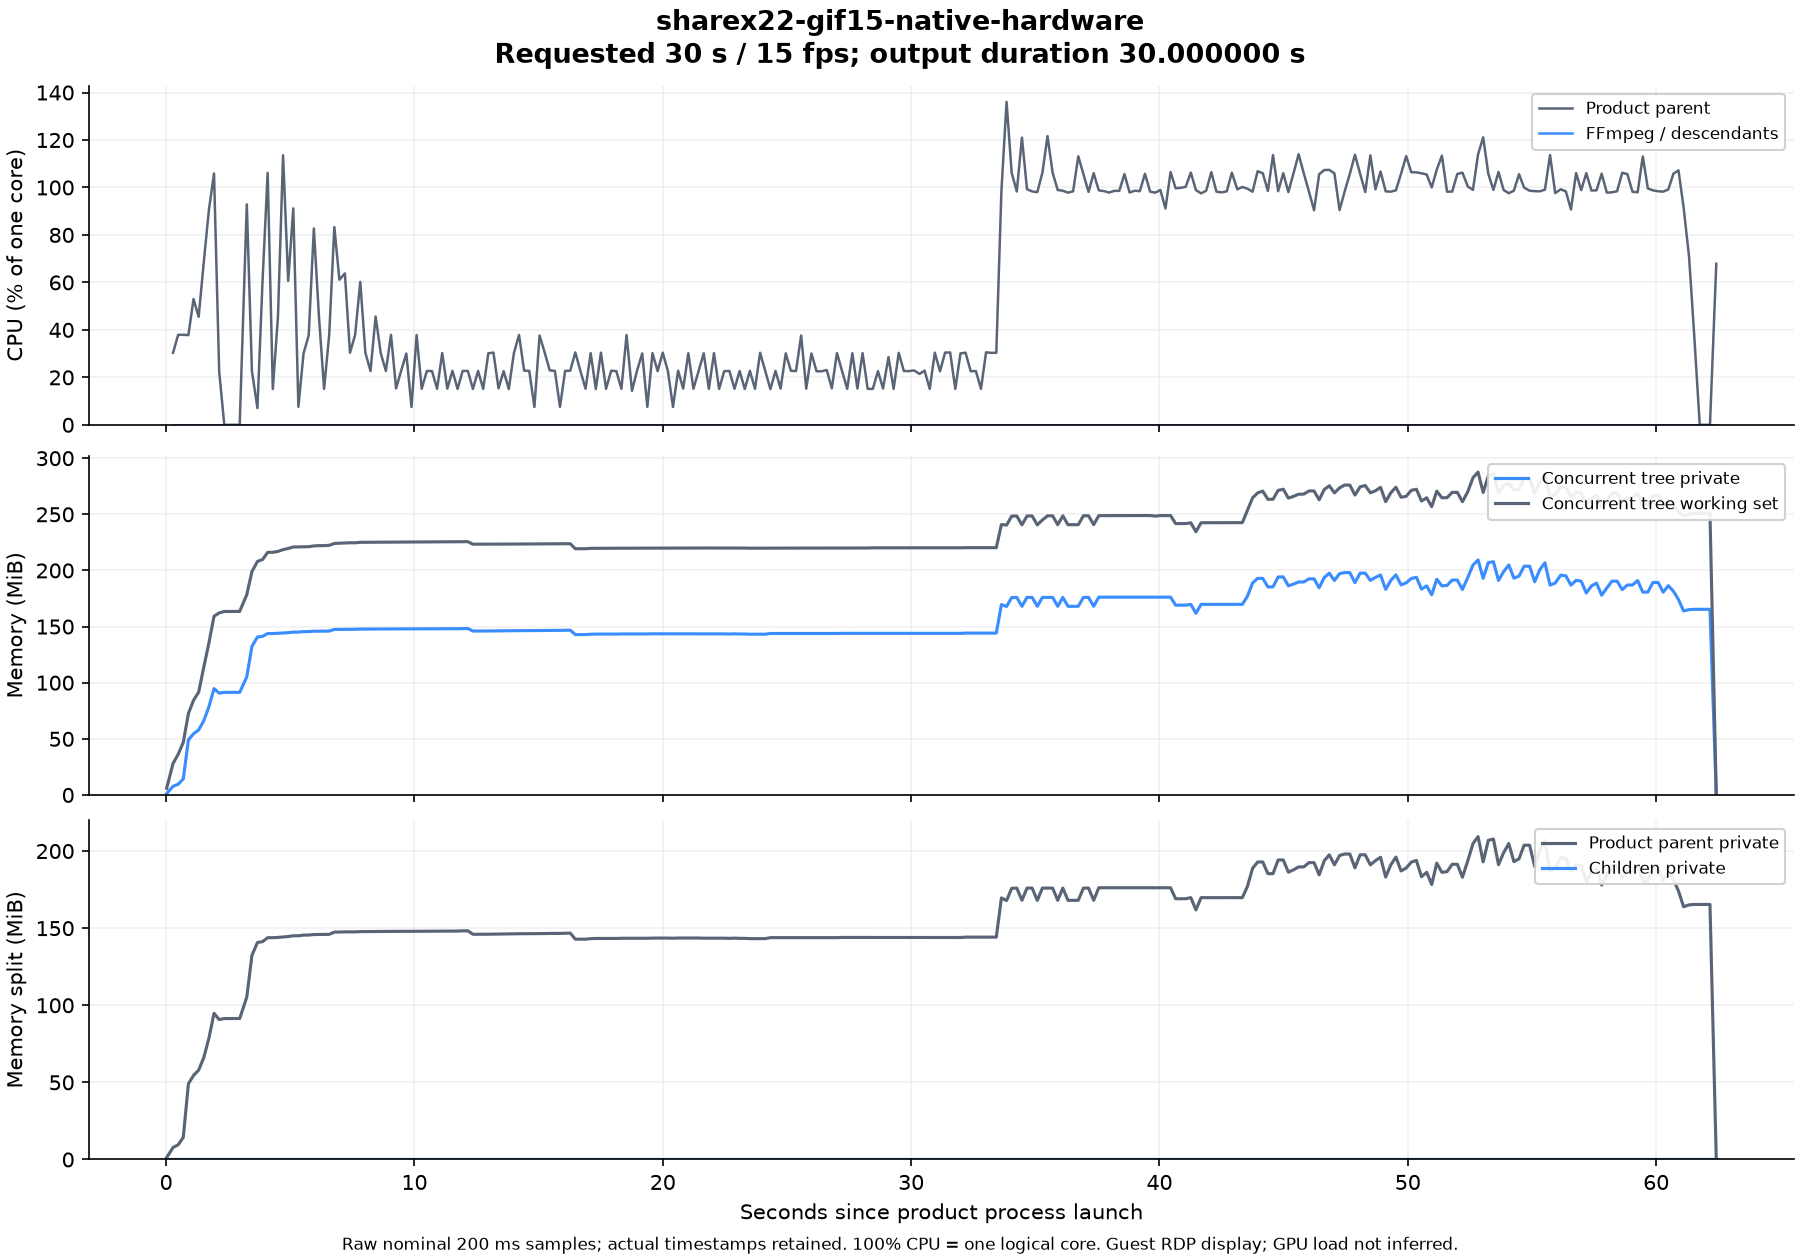 sharex22-gif15-native-hardware
Requested 30 s / 15 fps; output duration 30.000000 s
CPU (% of one core)
140
120
100
80
60
40
20
0
Product parent
FFmpeg / descendants
Memory (MiB)
300
250
200
150
100
50
0
Concurrent tree private
Concurrent tree working set
Memory split (MiB)
200
150
100
50
0
Product parent private
Children private
0 10 20 30 40 50 60
Seconds since product process launch
Raw nominal 200 ms samples; actual timestamps retained. 100% CPU = one logical core. Guest RDP display; GPU load not inferred.